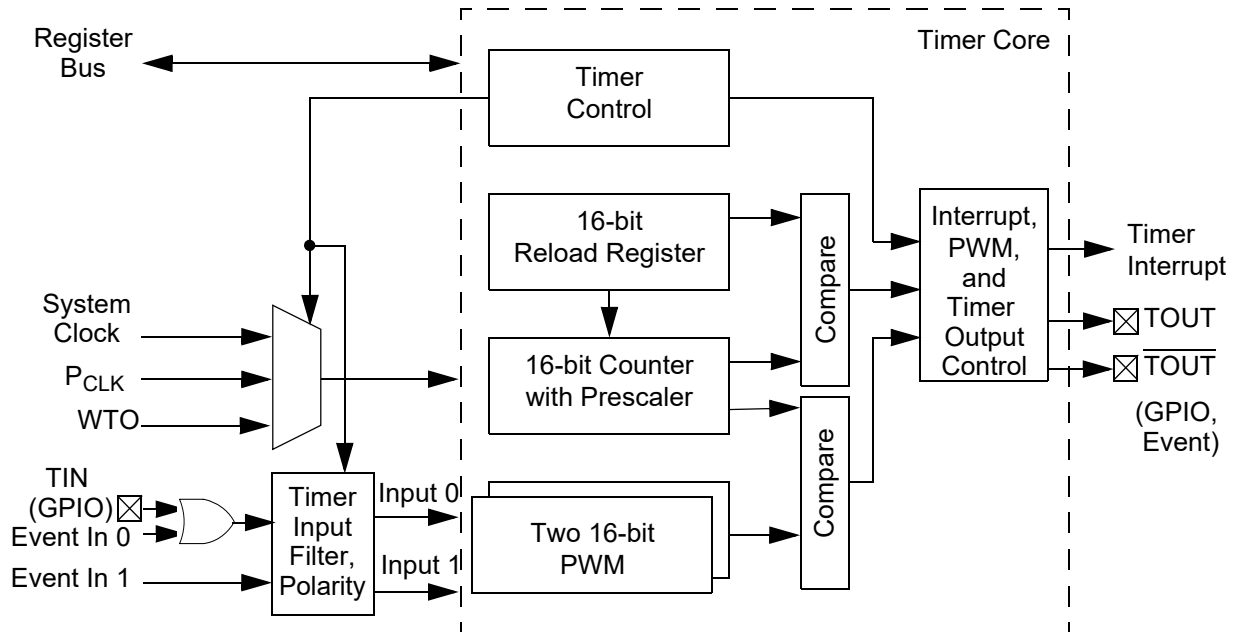 Register
Bus
Timer Core
Timer
Control
16-bit
Reload Register
Compare
Interrupt,
PWM,
and
Timer
Output
Control
Timer
Interrupt
TOUT
TOUT
(GPIO,
Event)
System
Clock
PCLK
WTO
16-bit Counter
with Prescaler
Compare
TIN
(GPIO)
Event In 0
Event In 1
Timer
Input
Filter,
Polarity
Input 0
Input 1
Two 16-bit
PWM